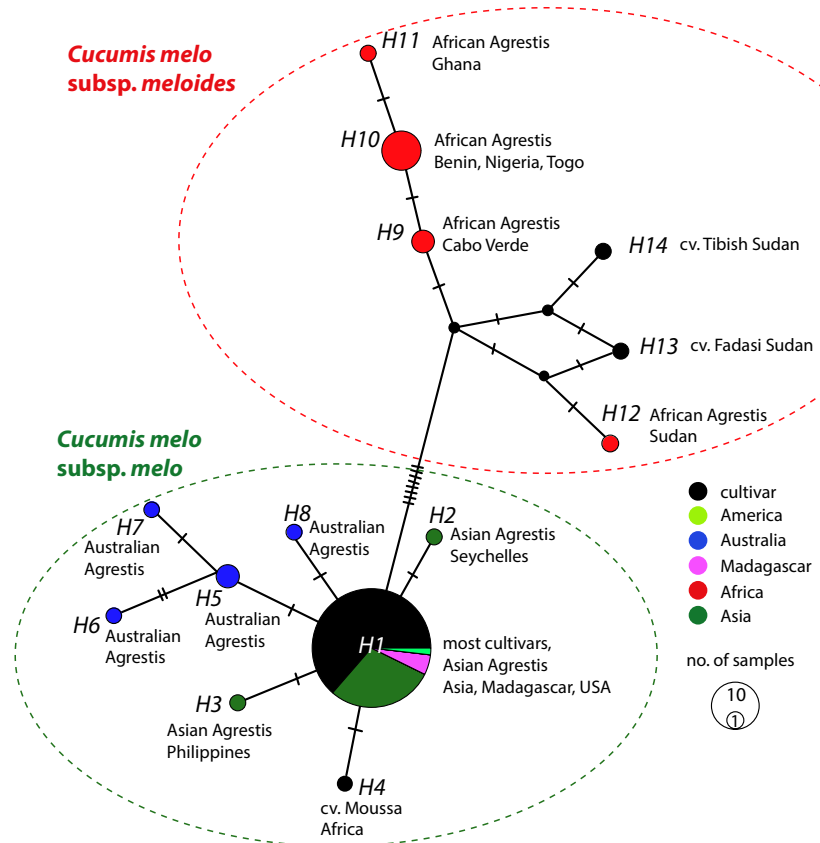 Cucumis melo
subsp. meloides
H11
African Agrestis
Ghana
H10
African Agrestis
Benin, Nigeria, Togo
H9
African Agrestis
Cabo Verde
H14
cv. Tibish Sudan
H13
cv. Fadasi Sudan
H12
African Agrestis
Sudan
Cucumis melo
subsp. melo
H7
Australian
Agrestis
H8
Australian
Agrestis
H2
Asian Agrestis
Seychelles
H5
Australian
Agrestis
H6
Australian
Agrestis
H1
most cultivars,
Asian Agrestis
Asia, Madagascar, USA
H3
Asian Agrestis
Philippines
H4
cv. Moussa
Africa
cultivar
America
Australia
Madagascar
Africa
Asia
no. of samples
10
1